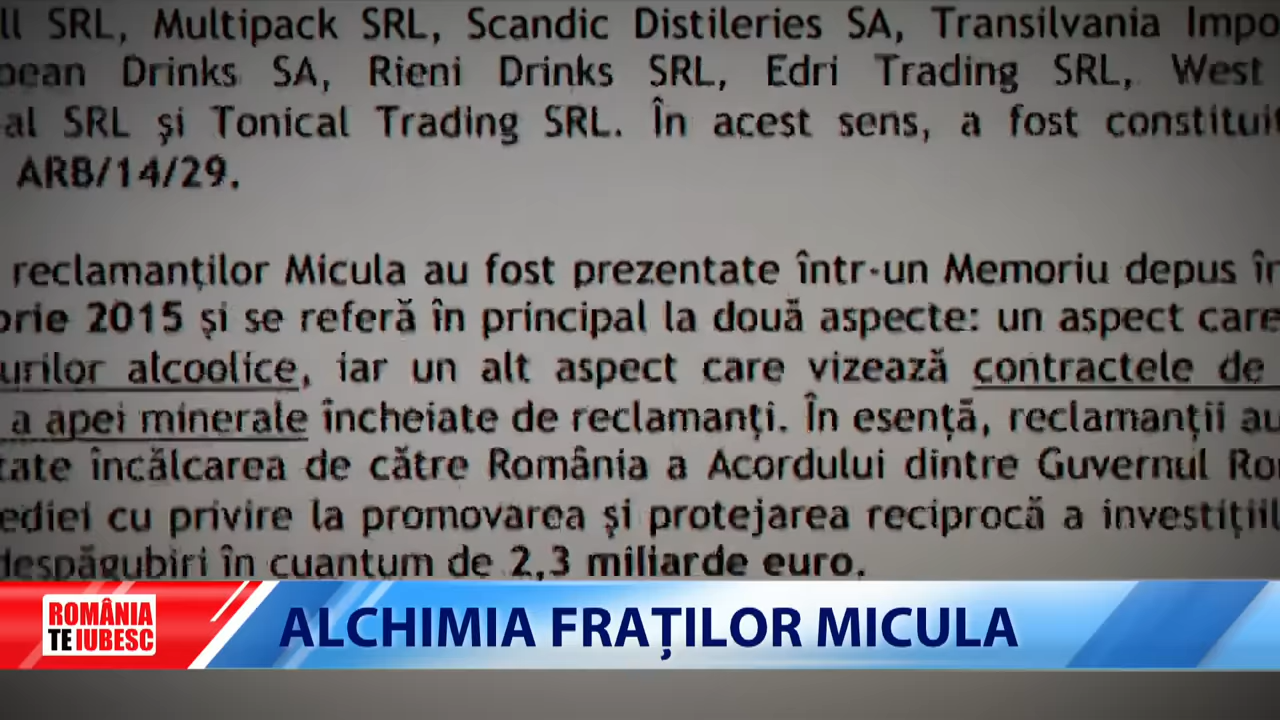 ll SRL, Multipack SRL, Scandic Distileries SA, Transilvania Impo
pean Drinks SA, Rieni Drinks SRL, Edri Trading SRL, West
al SRL și Tonical Trading SRL. În acest sens, a fost constitui
ARB/14/29.
reclamanților Micula au fost prezentate într-un Memoriu depus în
brie 2015 și se referă în principal la două aspecte: un aspect care
urilor alcoolice, iar un alt aspect care vizează contractele de
a apei minerale încheiate de reclamanți. În esență, reclamanții au
tate încălcarea de către România a Acordului dintre Guvernul Ro
ediei cu privire la promovarea și protejarea reciprocă a investiții
despăgubiri în cuantum de 2,3 miliarde euro.
ROMÂNIA
TE IUBESC
ALCHIMIA FRAȚILOR MICULA